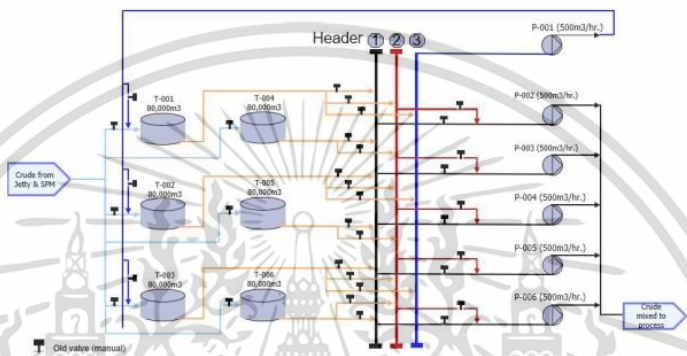 P-001 (500m3/hr.)
Header 1 2 3
T-001
80,000m3
T-004
80,000m3
P-002 (500m3/hr.)
P-003 (500m3/hr.)
Crude from
Jetty & SPM
T-002
80,000m3
T-005
80,000m3
P-004 (500m3/hr.)
P-005 (500m3/hr.)
T-003
80,000m3
T-006
80,000m3
P-006 (500m3/hr.)
Crude
mixed to
process
Old valve (manual)